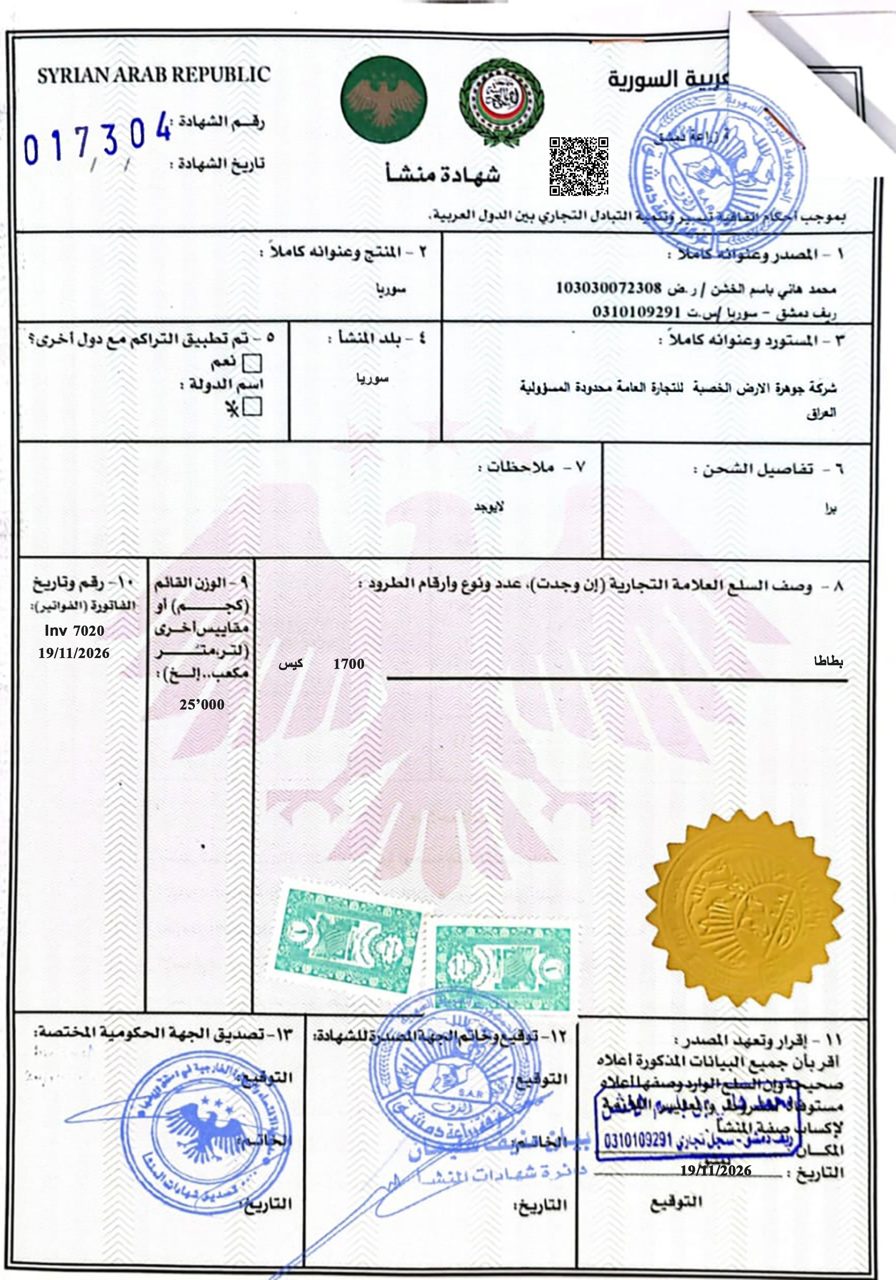 SYRIAN ARAB REPUBLIC
السورية
رقم الشهادة :
017304
تاريخ الشهادة : / /
شهادة منشأ
بموجب أحكام اتفاقية تيسير وتنمية التبادل التجاري بين الدول العربية.
١ - المصدر وعنوانه كاملاً :
محمد هاني باسم الخشن / ر.ض 103030072308
ريف دمشق - سوريا /س.ت 0310109291
٢ - المنتج وعنوانه كاملاً :
سوريا
٣ - المستورد وعنوانه كاملاً :
شركة جوهرة الارض الخصبة للتجارة العامة محدودة المسؤولية
العراق
٤ - بلد المنشأ :
سوريا
٥ - تم تطبيق التراكم مع دول أخرى؟
نعم
اسم الدولة :
٦ - تفاصيل الشحن :
برا
٧- ملاحظات :
لايوجد
٨ - وصف السلع العلامة التجارية (إن وجدت)، عدد ونوع وأرقام الطرود :
بطاطا 1700 كيس
٩ - الوزن القائم
(كجم) أو
مقاييس أخرى
(لتر،متر
مكعب..إلخ) :
25’000
١٠- رقم وتاريخ
الفاتورة (الفواتير):
Inv 7020
19/11/2026
١١ - إقرار وتعهد المصدر :
أقر بأن جميع البيانات المذكورة أعلاه
صحيحة وإن السلع الوارد وصفها أعلاه
لإكساب صفة المنشأ
ريف دمشق - سجل تجاري 0310109291
المكان
التاريخ : 19/11/2026
التوقيع
١٢- توقيع وخاتم الجهة المصدرة للشهادة:
التوقيع:
الخاتم:
دائرة شهادات المنشأ
التاريخ:
S.A.R
١٣- تصديق الجهة الحكومية المختصة:
التوقيع:
الخاتم:
التاريخ: